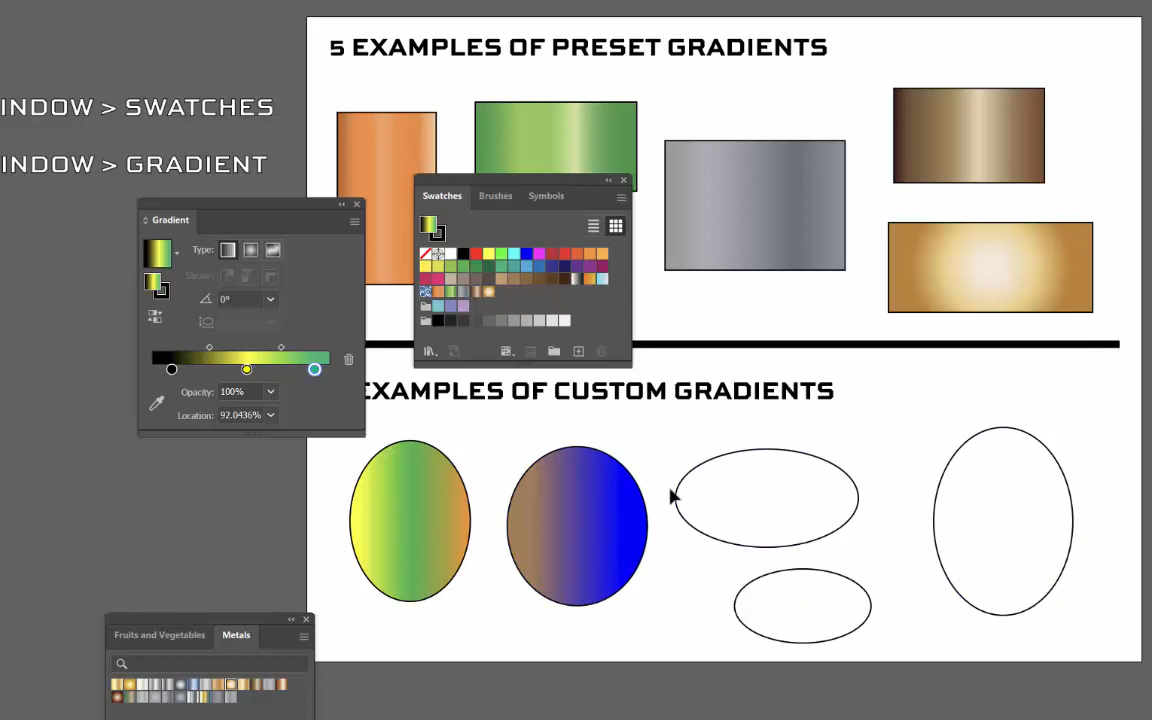 5 EXAMPLES OF PRESET GRADIENTS
INDOW > SWATCHES
INDOW > GRADIENT
Gradient
Type:
Stroke:
0°
Opacity: 100%
Location: 92.0436%
Swatches Brushes Symbols
EXAMPLES OF CUSTOM GRADIENTS
Fruits and Vegetables Metals